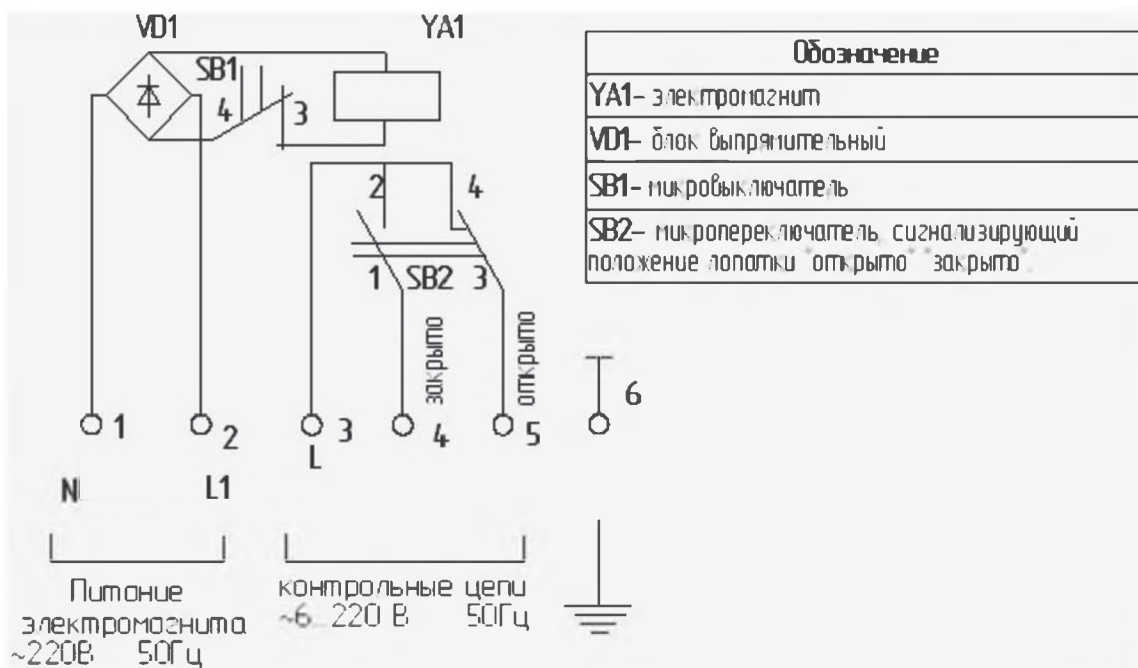 VD1
YA1
SB1
4
3
2
4
1
SB2
3
закрыто
открыто
1
2
3
4
5
6
L
N
L1
Питание
электромагнита
~220В 50Гц
контрольные цепи
~6 220 В 50Гц
Обозначение
YA1- электромагнит
VD1- блок выпрямительный
SB1- микровыключатель
SB2- микропереключатель, сигнализирующий
положение лопатки "открыто" "закрыто".